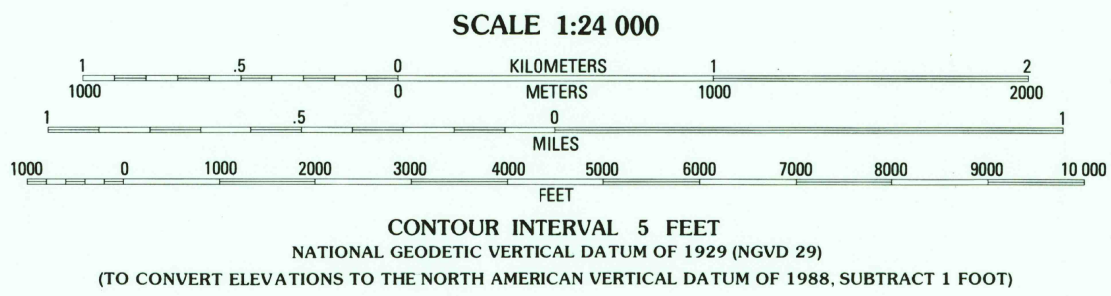 SCALE 1:24 000
1 .5 0 KILOMETERS 1 2
1000 0 METERS 1000 2000
1 .5 0 1
MILES
1000 0 1000 2000 3000 4000 5000 6000 7000 8000 9000 10 000
FEET
CONTOUR INTERVAL 5 FEET
NATIONAL GEODETIC VERTICAL DATUM OF 1929 (NGVD 29)
(TO CONVERT ELEVATIONS TO THE NORTH AMERICAN VERTICAL DATUM OF 1988, SUBTRACT 1 FOOT)